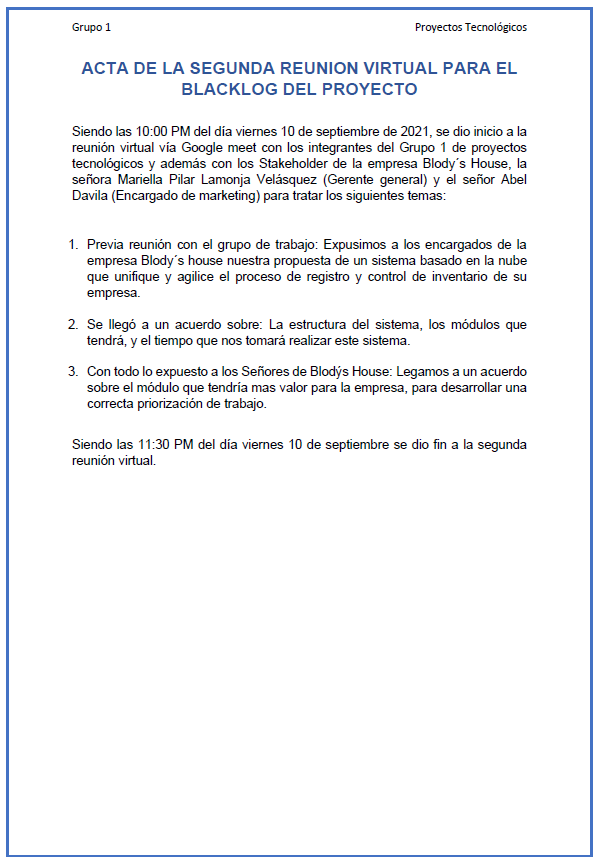 Grupo 1 Proyectos Tecnológicos
ACTA DE LA SEGUNDA REUNION VIRTUAL PARA EL
BLACKLOG DEL PROYECTO
Siendo las 10:00 PM del día viernes 10 de septiembre de 2021, se dio inicio a la
reunión virtual vía Google meet con los integrantes del Grupo 1 de proyectos
tecnológicos y además con los Stakeholder de la empresa Blody´s House, la
señora Mariella Pilar Lamonja Velásquez (Gerente general) y el señor Abel
Davila (Encargado de marketing) para tratar los siguientes temas:
1. Previa reunión con el grupo de trabajo: Expusimos a los encargados de la
empresa Blody´s house nuestra propuesta de un sistema basado en la nube
que unifique y agilice el proceso de registro y control de inventario de su
empresa.
2. Se llegó a un acuerdo sobre: La estructura del sistema, los módulos que
tendrá, y el tiempo que nos tomará realizar este sistema.
3. Con todo lo expuesto a los Señores de Blodýs House: Legamos a un acuerdo
sobre el módulo que tendría mas valor para la empresa, para desarrollar una
correcta priorización de trabajo.
Siendo las 11:30 PM del día viernes 10 de septiembre se dio fin a la segunda
reunión virtual.